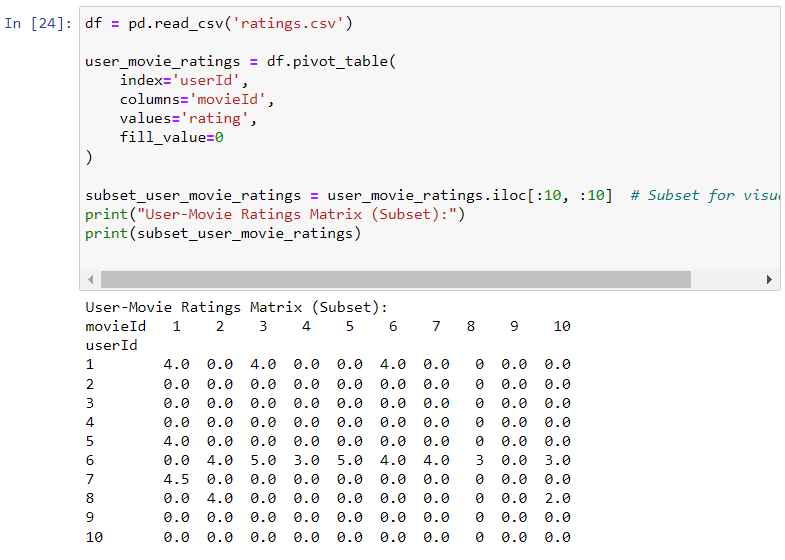 In [24]: df = pd.read_csv('ratings.csv')
user_movie_ratings = df.pivot_table(
    index='userId',
    columns='movieId',
    values='rating',
    fill_value=0
)
subset_user_movie_ratings = user_movie_ratings.iloc[:10, :10]  # Subset for
print("User-Movie Ratings Matrix (Subset):")
print(subset_user_movie_ratings)
User-Movie Ratings Matrix (Subset):
movieId   1    2    3    4    5    6    7   8    9    10
userId
1        4.0  0.0  4.0  0.0  0.0  4.0  0.0   0  0.0  0.0
2        0.0  0.0  0.0  0.0  0.0  0.0  0.0   0  0.0  0.0
3        0.0  0.0  0.0  0.0  0.0  0.0  0.0   0  0.0  0.0
4        0.0  0.0  0.0  0.0  0.0  0.0  0.0   0  0.0  0.0
5        4.0  0.0  0.0  0.0  0.0  0.0  0.0   0  0.0  0.0
6        0.0  4.0  5.0  3.0  5.0  4.0  4.0   3  0.0  3.0
7        4.5  0.0  0.0  0.0  0.0  0.0  0.0   0  0.0  0.0
8        0.0  4.0  0.0  0.0  0.0  0.0  0.0   0  0.0  2.0
9        0.0  0.0  0.0  0.0  0.0  0.0  0.0   0  0.0  0.0
10       0.0  0.0  0.0  0.0  0.0  0.0  0.0   0  0.0  0.0